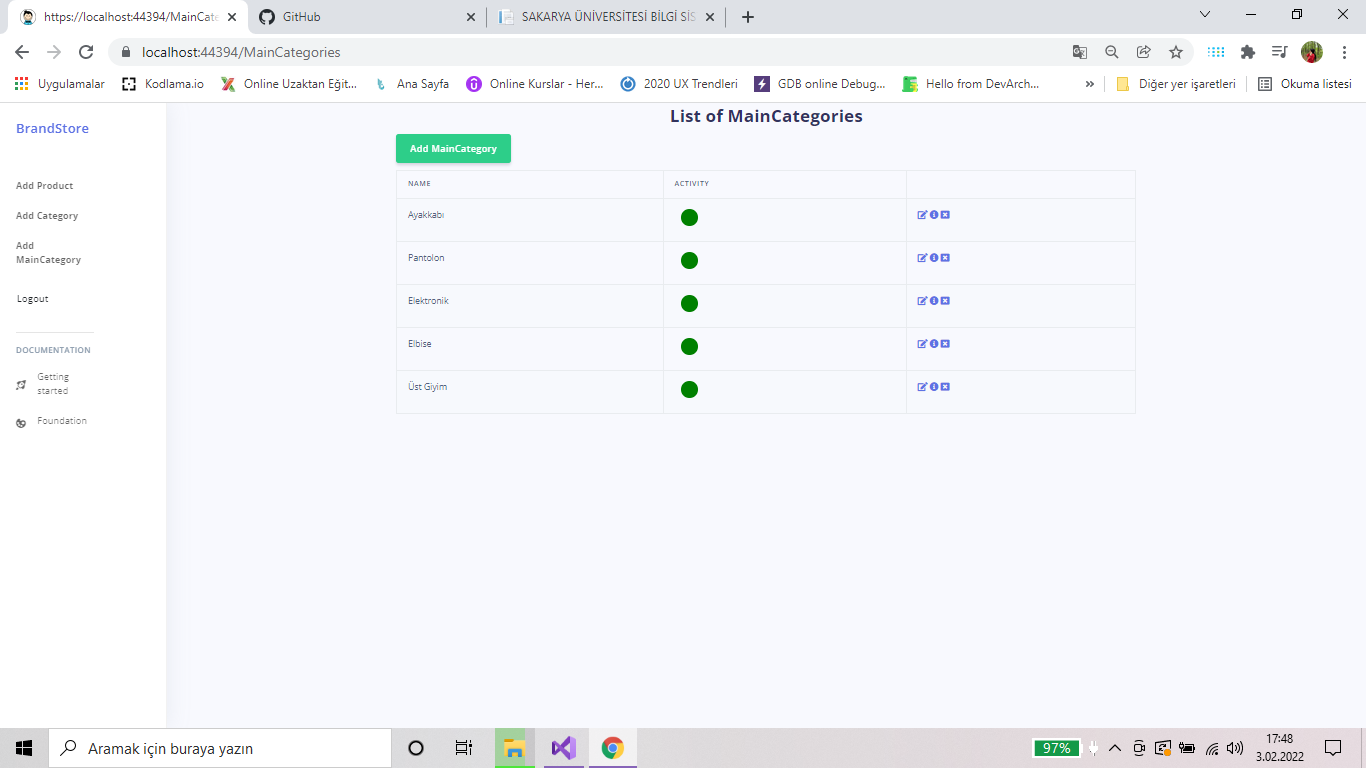 https://localhost:44394/MainCate
GitHub
SAKARYA ÜNİVERSİTESİ BİLGİ SİS
localhost:44394/MainCategories
Uygulamalar
Kodlama.io
Online Uzaktan Eğit...
Ana Sayfa
Online Kurslar - Her...
2020 UX Trendleri
GDB online Debug...
Hello from DevArch...
»
Diğer yer işaretleri
Okuma listesi
BrandStore
Add Product
Add Category
Add
MainCategory
Logout
DOCUMENTATION
Getting
started
Foundation
List of MainCategories
Add MainCategory
NAME
ACTIVITY
Ayakkabı
Pantolon
Elektronik
Elbise
Üst Giyim
Aramak için buraya yazın
97%
17:48
3.02.2022